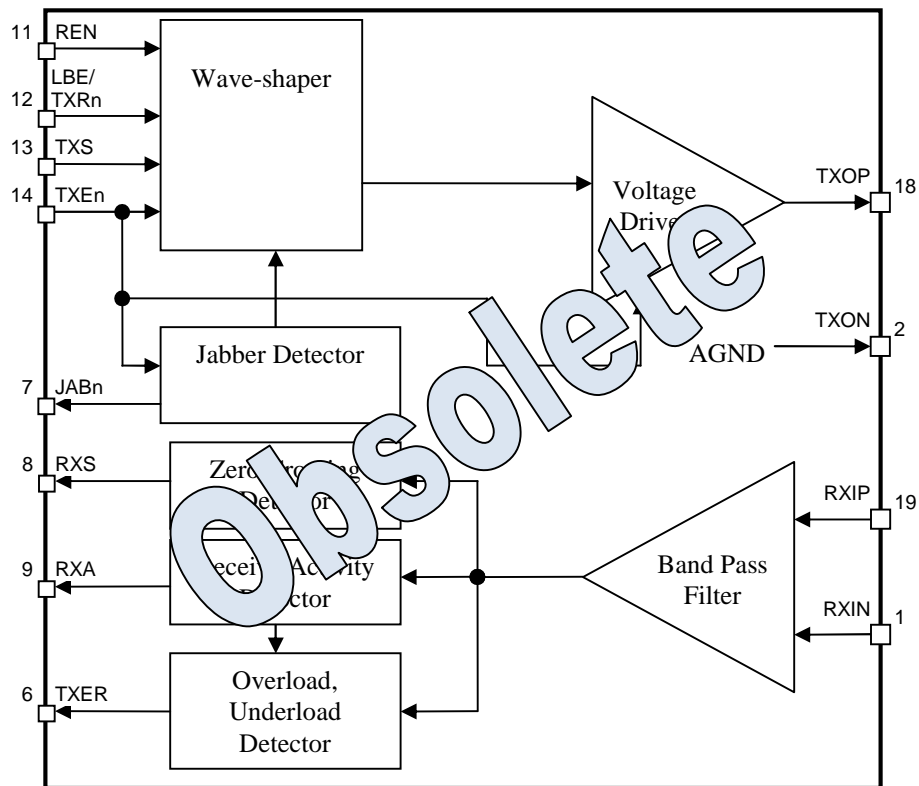 11 REN
LBE/
12 TXRn
13 TXS
14 TXEn
Wave-shaper
Voltage
TXOP 18
TXON 2
AGND
Jabber Detector
7 JABn
8 RXS
9 RXA
6 TXER
Overload,
Underload
Detector
Band Pass
Filter
RXIP 19
RXIN 1
Obsolete